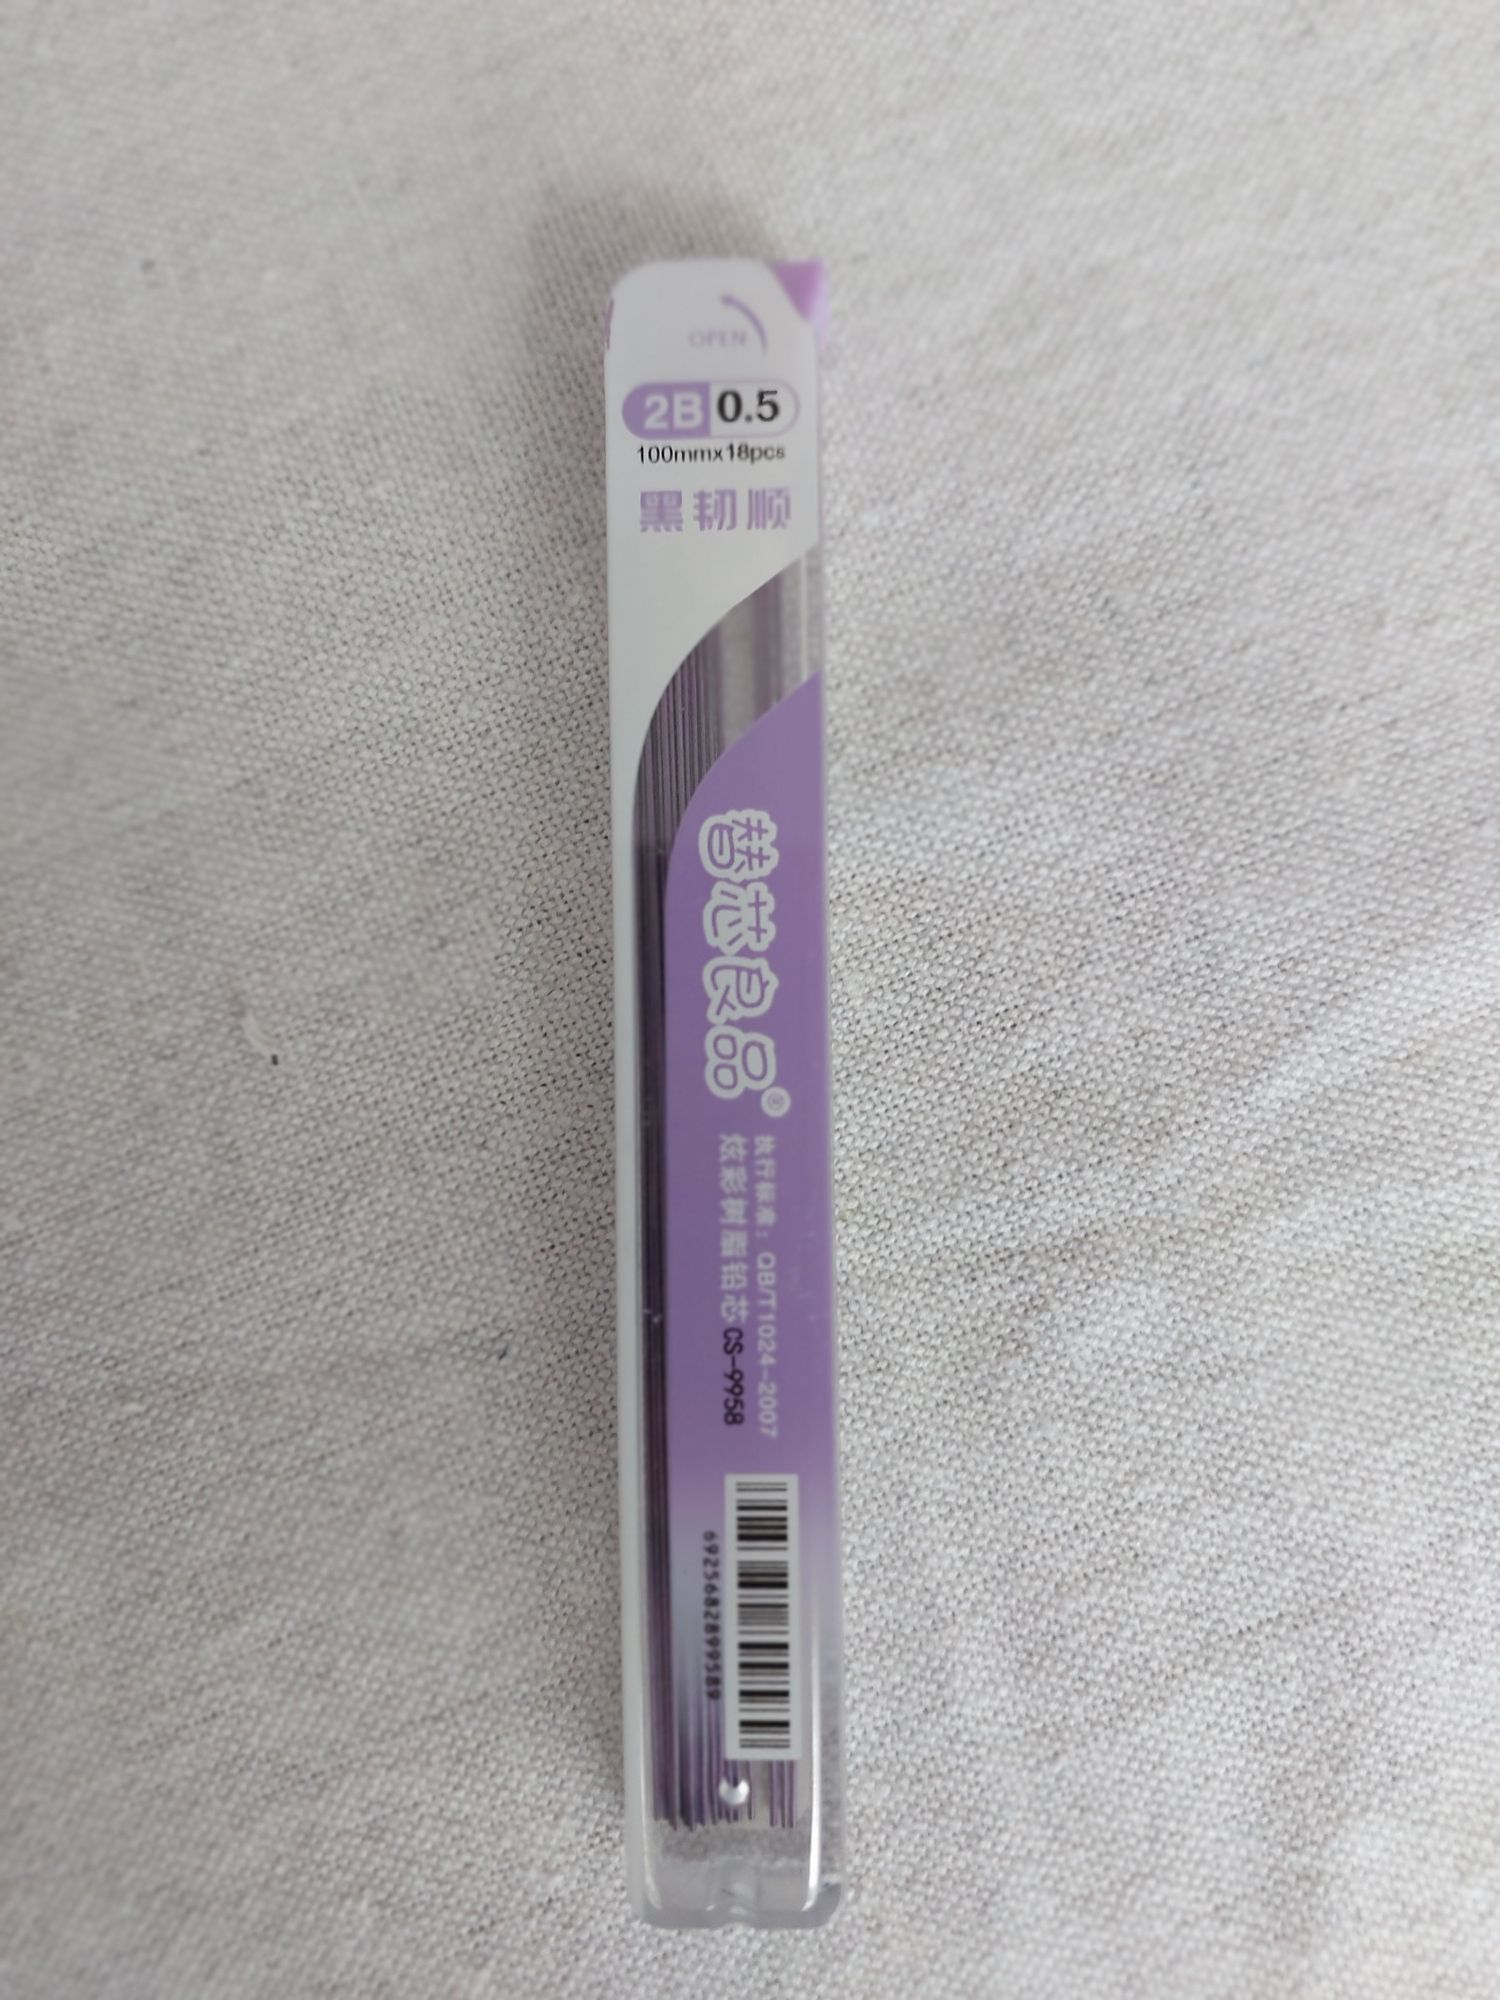 OPEN
2B 0.5
100mmx18pcs
黑韧顺
替芯良品®
执行标准：QB/T1024-2007
炫彩树脂铅芯 CS-9958
6925682899589